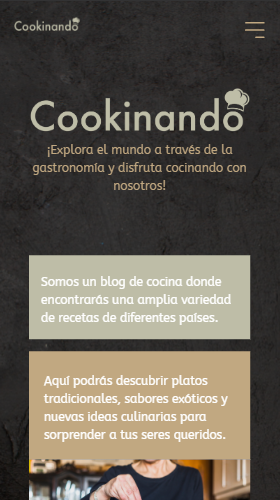 Cookinando
Cookinando
¡Explora el mundo a través de la
gastronomía y disfruta cocinando con
nosotros!
Somos un blog de cocina donde
encontrarás una amplia variedad
de recetas de diferentes países.
Aquí podrás descubrir platos
tradicionales, sabores exóticos y
nuevas ideas culinarias para
sorprender a tus seres queridos.